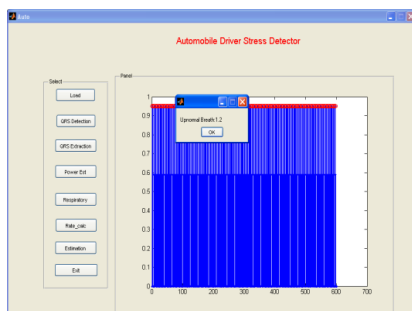 Automobile Driver Stress Detector
Select
Load
QRS Detection
QRS Extraction
Power Est
Respiratory
Rate_calc
Estimation
Exit
Panel
Upnormal Breath:1.2
OK
1
0.9
0.8
0.7
0.6
0.5
0.4
0.3
0.2
0.1
0
0 100 200 300 400 500 600 700